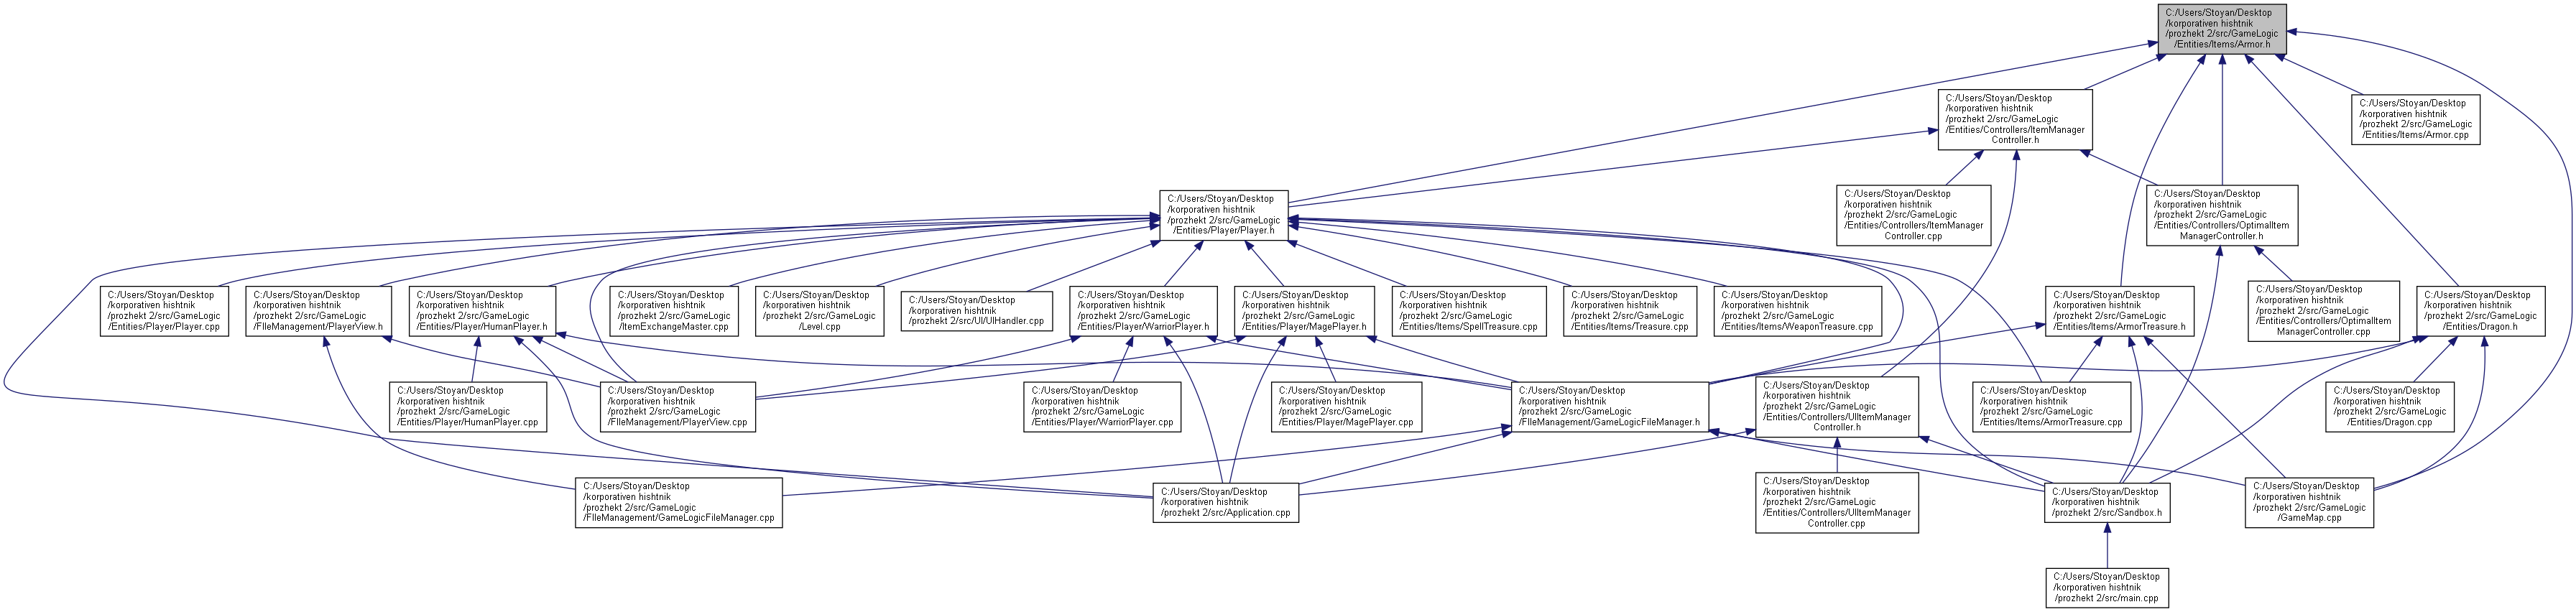 C:/Users/Stoyan/Desktop
/korporativen hishtnik
/prozhekt 2/src/GameLogic
/Entities/Items/Armor.h
C:/Users/Stoyan/Desktop
/korporativen hishtnik
/prozhekt 2/src/GameLogic
/Entities/Controllers/ItemManager
Controller.h
C:/Users/Stoyan/Desktop
/korporativen hishtnik
/prozhekt 2/src/GameLogic
/Entities/Items/Armor.cpp
C:/Users/Stoyan/Desktop
/korporativen hishtnik
/prozhekt 2/src/GameLogic
/Entities/Player/Player.h
C:/Users/Stoyan/Desktop
/korporativen hishtnik
/prozhekt 2/src/GameLogic
/Entities/Controllers/ItemManager
Controller.cpp
C:/Users/Stoyan/Desktop
/korporativen hishtnik
/prozhekt 2/src/GameLogic
/Entities/Controllers/OptimalItem
ManagerController.h
C:/Users/Stoyan/Desktop
/korporativen hishtnik
/prozhekt 2/src/GameLogic
/Entities/Player/Player.cpp
C:/Users/Stoyan/Desktop
/korporativen hishtnik
/prozhekt 2/src/GameLogic
/FIleManagement/PlayerView.h
C:/Users/Stoyan/Desktop
/korporativen hishtnik
/prozhekt 2/src/GameLogic
/Entities/Player/HumanPlayer.h
C:/Users/Stoyan/Desktop
/korporativen hishtnik
/prozhekt 2/src/GameLogic
/ItemExchangeMaster.cpp
C:/Users/Stoyan/Desktop
/korporativen hishtnik
/prozhekt 2/src/GameLogic
/Level.cpp
C:/Users/Stoyan/Desktop
/korporativen hishtnik
/prozhekt 2/src/UI/UIHandler.cpp
C:/Users/Stoyan/Desktop
/korporativen hishtnik
/prozhekt 2/src/GameLogic
/Entities/Player/WarriorPlayer.h
C:/Users/Stoyan/Desktop
/korporativen hishtnik
/prozhekt 2/src/GameLogic
/Entities/Player/MagePlayer.h
C:/Users/Stoyan/Desktop
/korporativen hishtnik
/prozhekt 2/src/GameLogic
/Entities/Items/SpellTreasure.cpp
C:/Users/Stoyan/Desktop
/korporativen hishtnik
/prozhekt 2/src/GameLogic
/Entities/Items/Treasure.cpp
C:/Users/Stoyan/Desktop
/korporativen hishtnik
/prozhekt 2/src/GameLogic
/Entities/Items/WeaponTreasure.cpp
C:/Users/Stoyan/Desktop
/korporativen hishtnik
/prozhekt 2/src/GameLogic
/Entities/Items/ArmorTreasure.h
C:/Users/Stoyan/Desktop
/korporativen hishtnik
/prozhekt 2/src/GameLogic
/Entities/Controllers/OptimalItem
ManagerController.cpp
C:/Users/Stoyan/Desktop
/korporativen hishtnik
/prozhekt 2/src/GameLogic
/Entities/Dragon.h
C:/Users/Stoyan/Desktop
/korporativen hishtnik
/prozhekt 2/src/GameLogic
/Entities/Player/HumanPlayer.cpp
C:/Users/Stoyan/Desktop
/korporativen hishtnik
/prozhekt 2/src/GameLogic
/FIleManagement/PlayerView.cpp
C:/Users/Stoyan/Desktop
/korporativen hishtnik
/prozhekt 2/src/GameLogic
/Entities/Player/WarriorPlayer.cpp
C:/Users/Stoyan/Desktop
/korporativen hishtnik
/prozhekt 2/src/GameLogic
/Entities/Player/MagePlayer.cpp
C:/Users/Stoyan/Desktop
/korporativen hishtnik
/prozhekt 2/src/GameLogic
/FIleManagement/GameLogicFileManager.h
C:/Users/Stoyan/Desktop
/korporativen hishtnik
/prozhekt 2/src/GameLogic
/Entities/Controllers/UIItemManager
Controller.h
C:/Users/Stoyan/Desktop
/korporativen hishtnik
/prozhekt 2/src/GameLogic
/Entities/Items/ArmorTreasure.cpp
C:/Users/Stoyan/Desktop
/korporativen hishtnik
/prozhekt 2/src/GameLogic
/Entities/Dragon.cpp
C:/Users/Stoyan/Desktop
/korporativen hishtnik
/prozhekt 2/src/GameLogic
/FIleManagement/GameLogicFileManager.cpp
C:/Users/Stoyan/Desktop
/korporativen hishtnik
/prozhekt 2/src/Application.cpp
C:/Users/Stoyan/Desktop
/korporativen hishtnik
/prozhekt 2/src/GameLogic
/Entities/Controllers/UIItemManager
Controller.cpp
C:/Users/Stoyan/Desktop
/korporativen hishtnik
/prozhekt 2/src/Sandbox.h
C:/Users/Stoyan/Desktop
/korporativen hishtnik
/prozhekt 2/src/GameLogic
/GameMap.cpp
C:/Users/Stoyan/Desktop
/korporativen hishtnik
/prozhekt 2/src/main.cpp